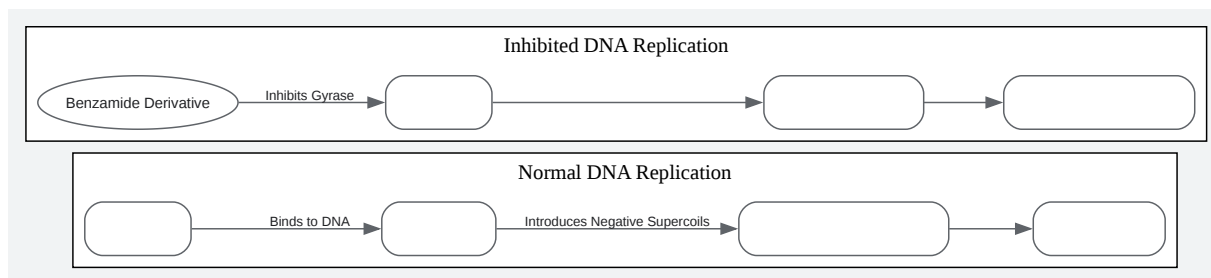 Inhibited DNA Replication
Benzamide Derivative
Inhibits Gyrase
Normal DNA Replication
Binds to DNA
Introduces Negative Supercoils